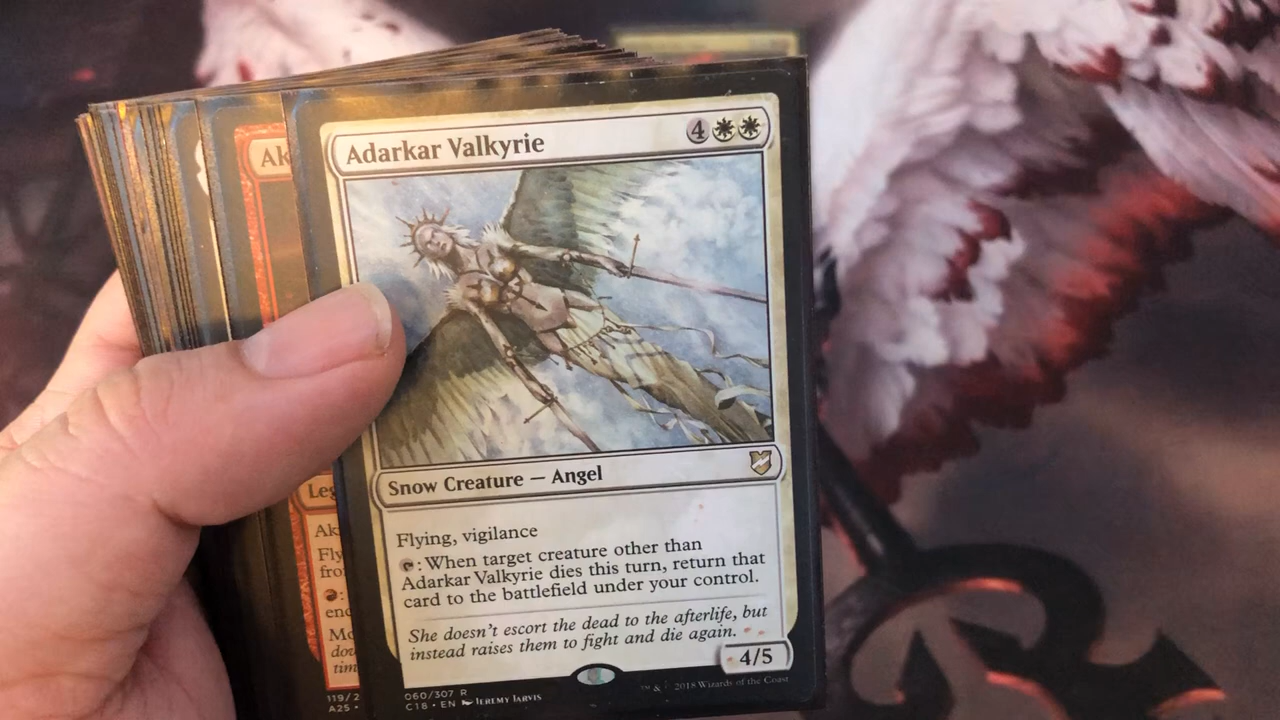 Adarkar Valkyrie
4
Snow Creature — Angel
Flying, vigilance
: When target creature other than
Adarkar Valkyrie dies this turn, return that
card to the battlefield under your control.
She doesn't escort the dead to the afterlife, but
instead raises them to fight and die again.
4/5
060/307 R
C18 • EN JEREMY JARVIS
™ & 2018 Wizards of the Coast
Ak
Leg
Ak
Fly
from
:
end
Mo
dou
tim
119/2
A25 •